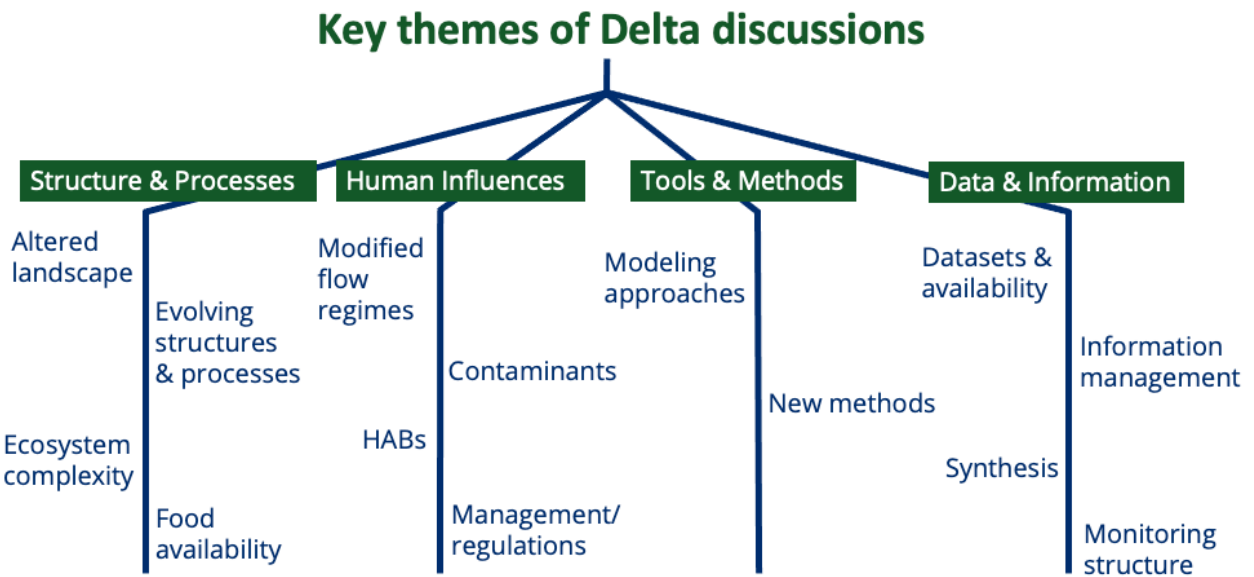 Key themes of Delta discussions
Structure & Processes
Altered
landscape
Evolving
structures
& processes
Ecosystem
complexity
Food
availability
Human Influences
Modified
flow
regimes
Contaminants
HABs
Management/
regulations
Tools & Methods
Modeling
approaches
New methods
Data & Information
Datasets &
availability
Information
management
Synthesis
Monitoring
structure